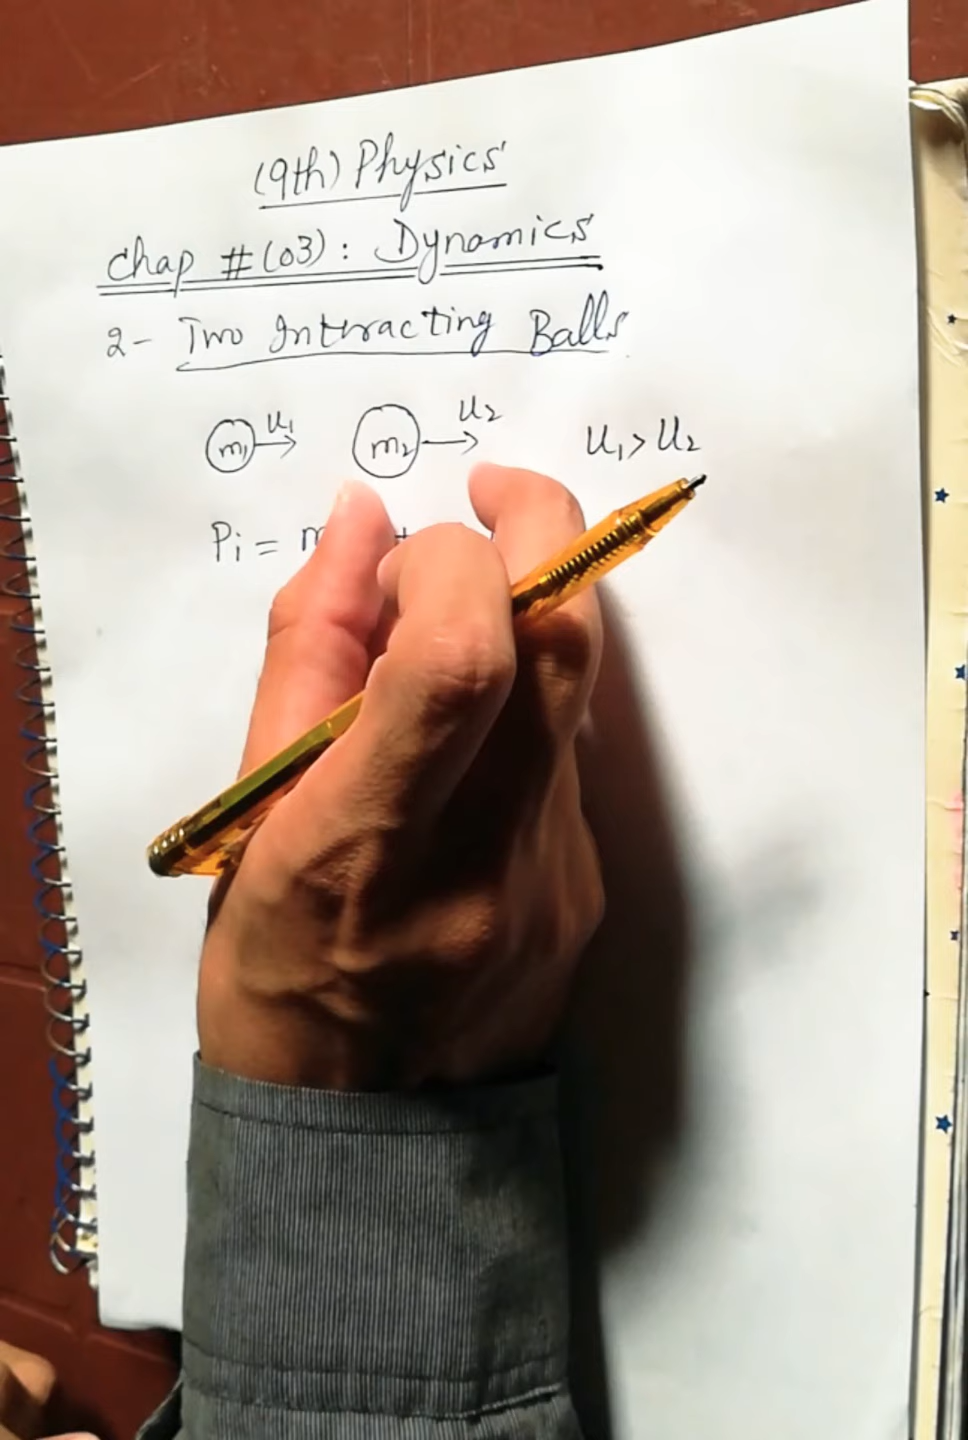 (9th) Physics
Chap # (03) : Dynamics
2- Two Interacting Balls
m₁ U₁ m₂ U₂ U₁ > U₂
Pi = m +